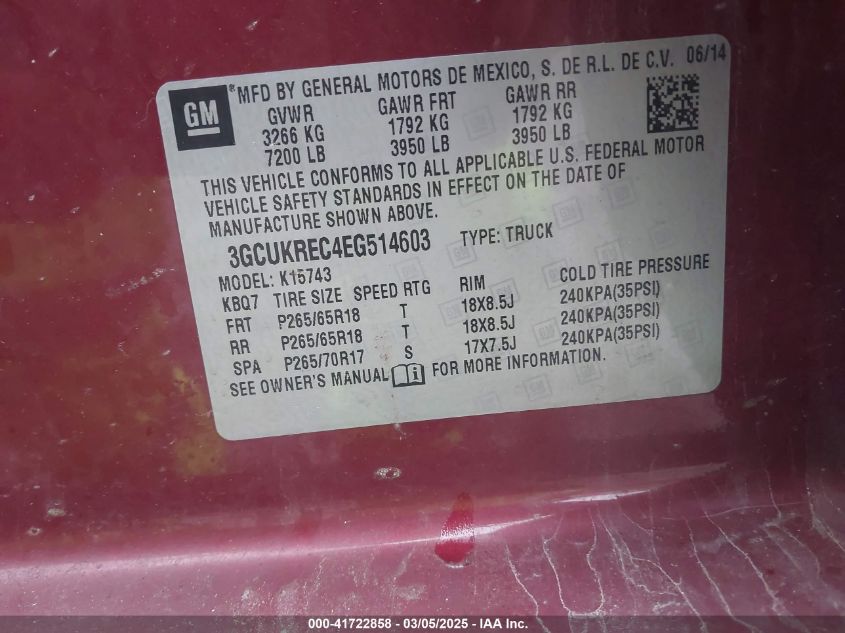 GM
®MFD BY GENERAL MOTORS DE MEXICO, S. DE R.L. DE C.V. 06/14
GVWR GAWR FRT GAWR RR
3266 KG 1792 KG 1792 KG
7200 LB 3950 LB 3950 LB
THIS VEHICLE CONFORMS TO ALL APPLICABLE U.S. FEDERAL MOTOR
VEHICLE SAFETY STANDARDS IN EFFECT ON THE DATE OF
MANUFACTURE SHOWN ABOVE.
3GCUKREC4EG514603 TYPE: TRUCK
MODEL: K15743
KBQ7 TIRE SIZE SPEED RTG RIM COLD TIRE PRESSURE
FRT P265/65R18 T 18X8.5J 240KPA(35PSI)
RR P265/65R18 T 18X8.5J 240KPA(35PSI)
SPA P265/70R17 S 17X7.5J 240KPA(35PSI)
SEE OWNER'S MANUAL i FOR MORE INFORMATION.
000-41722858 - 03/05/2025 - IAA Inc.